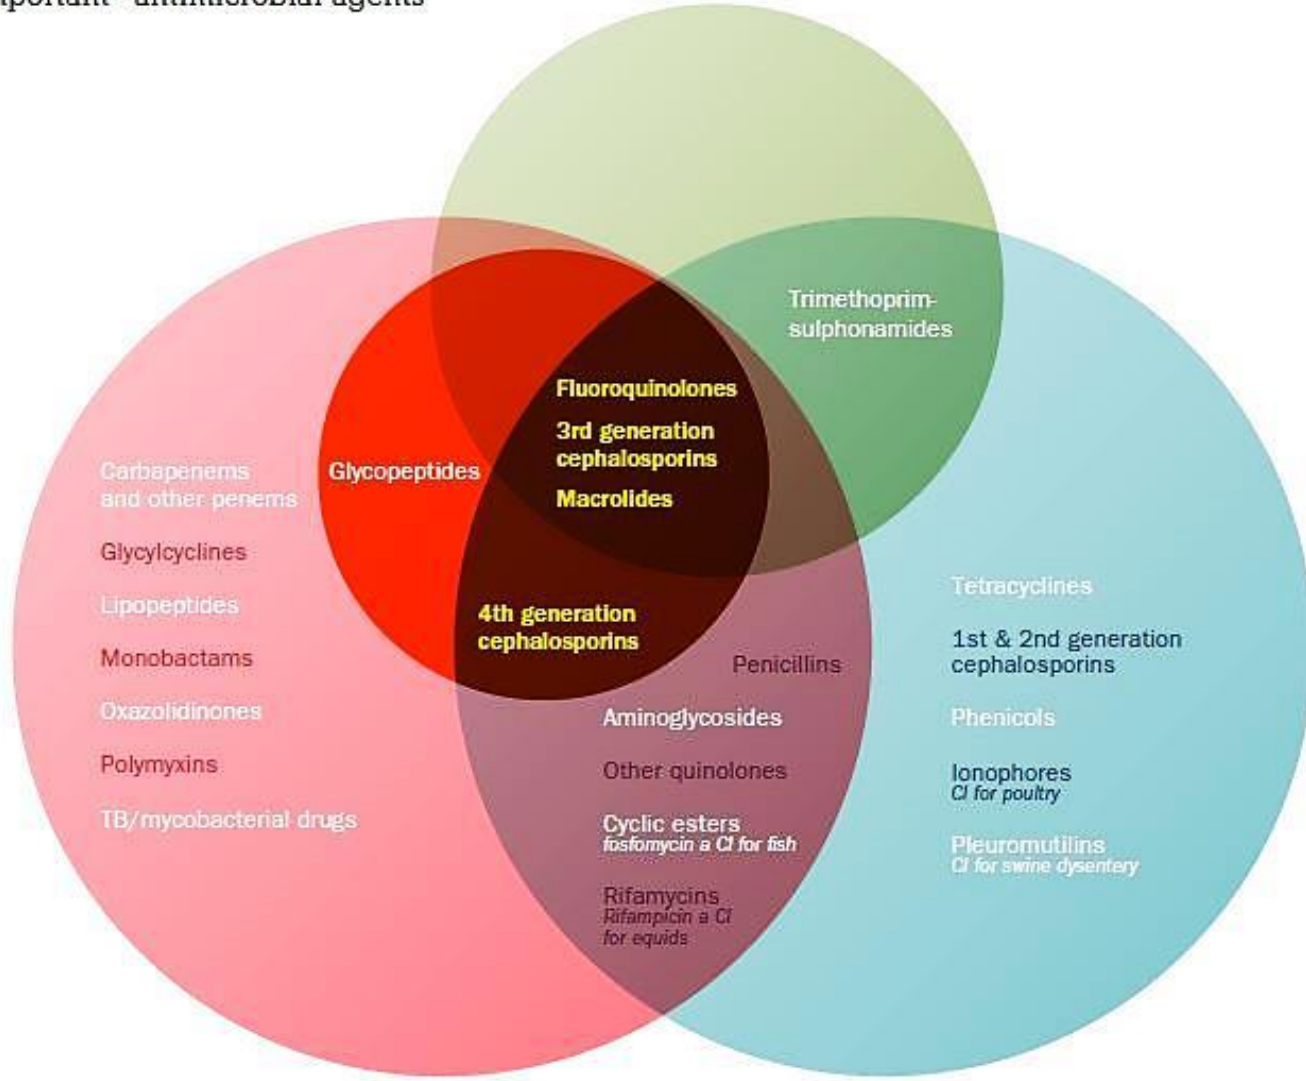 antimicrobial agents
Trimethoprim-
sulphonamides
Fluoroquinolones
3rd generation
cephalosporins
Macrolides
Glycopeptides
Carbapenems
and other penems
Glycylcyclines
Lipopeptides
Monobactams
Oxazolidinones
Polymyxins
TB/mycobacterial drugs
4th generation
cephalosporins
Penicillins
Aminoglycosides
Other quinolones
Cyclic esters
fosfomycin a CI for fish
Rifamycins
Rifampicin a CI
for equids
Tetracyclines
1st & 2nd generation
cephalosporins
Phenicols
Ionophores
CI for poultry
Pleuromutilins
CI for swine dysentery